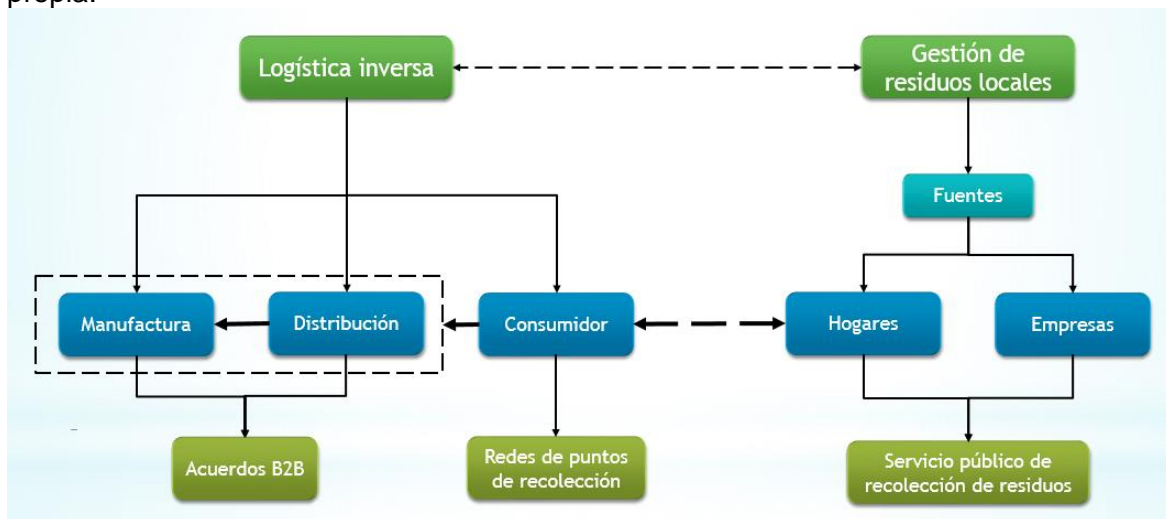 propia.
Logística inversa
Gestión de
residuos locales
Fuentes
Manufactura
Distribución
Consumidor
Hogares
Empresas
Acuerdos B2B
Redes de puntos
de recolección
Servicio público de
recolección de residuos